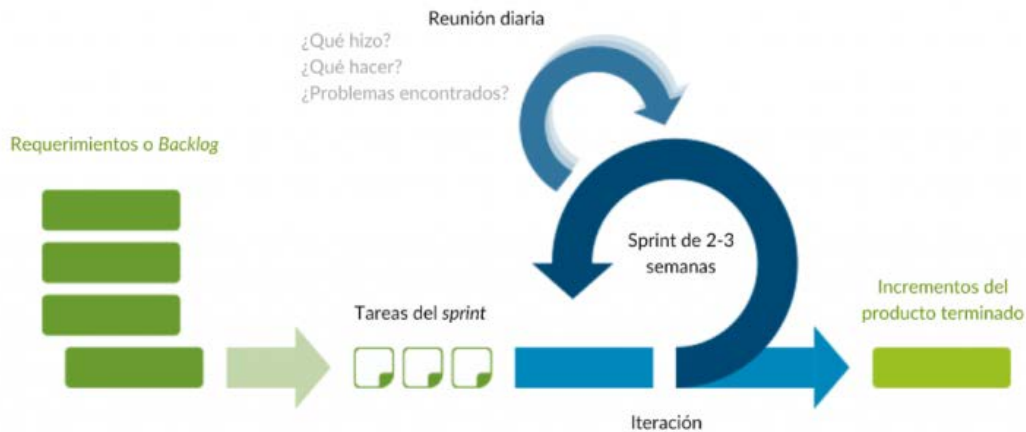 Reunión diaria
¿Qué hizo?
¿Qué hacer?
¿Problemas encontrados?
Requerimientos o Backlog
Sprint de 2-3
semanas
Tareas del sprint
Incrementos del
producto terminado
Iteración